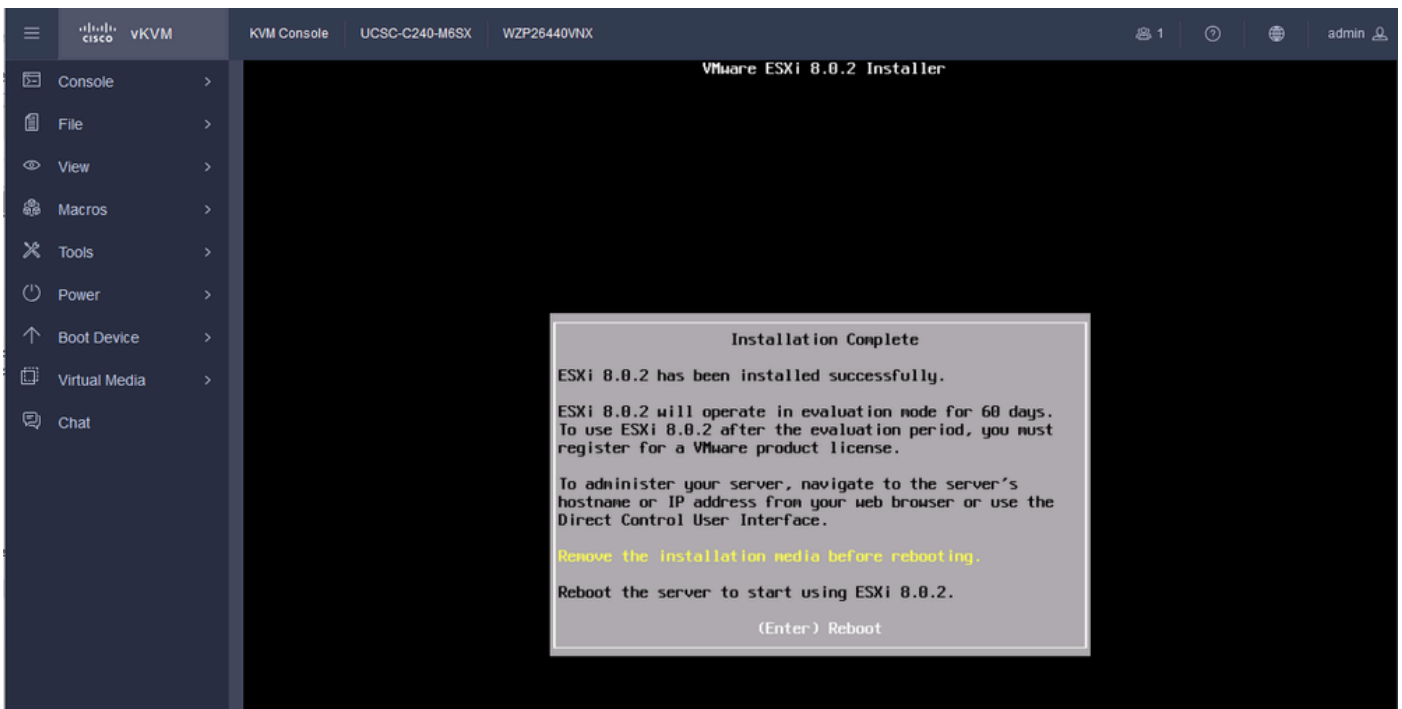 cisco vKVM
KVM Console UCSC-C240-M6SX WZP26440VNX
1
admin
Console
File
View
Macros
Tools
Power
Boot Device
Virtual Media
Chat
VMware ESXi 8.0.2 Installer
Installation Complete
ESXi 8.0.2 has been installed successfully.
ESXi 8.0.2 will operate in evaluation mode for 60 days.
To use ESXi 8.0.2 after the evaluation period, you must
register for a VMware product license.
To administer your server, navigate to the server's
hostname or IP address from your web browser or use the
Direct Control User Interface.
Remove the installation media before rebooting.
Reboot the server to start using ESXi 8.0.2.
(Enter) Reboot